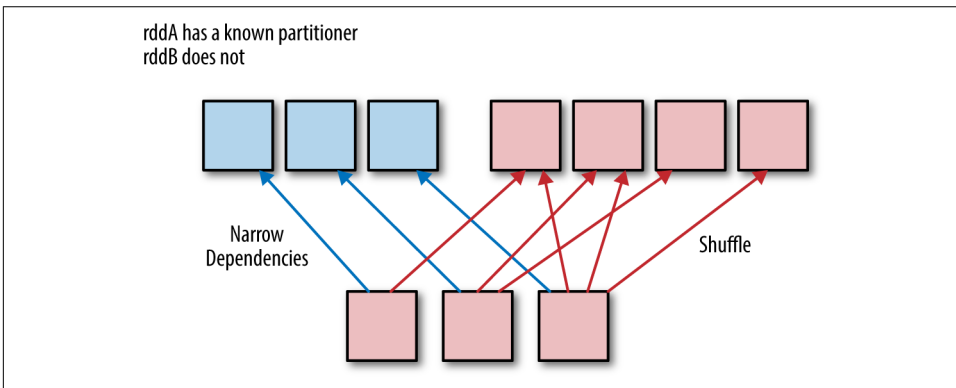 rddA has a known partitioner
rddB does not
Narrow
Dependencies
Shuffle